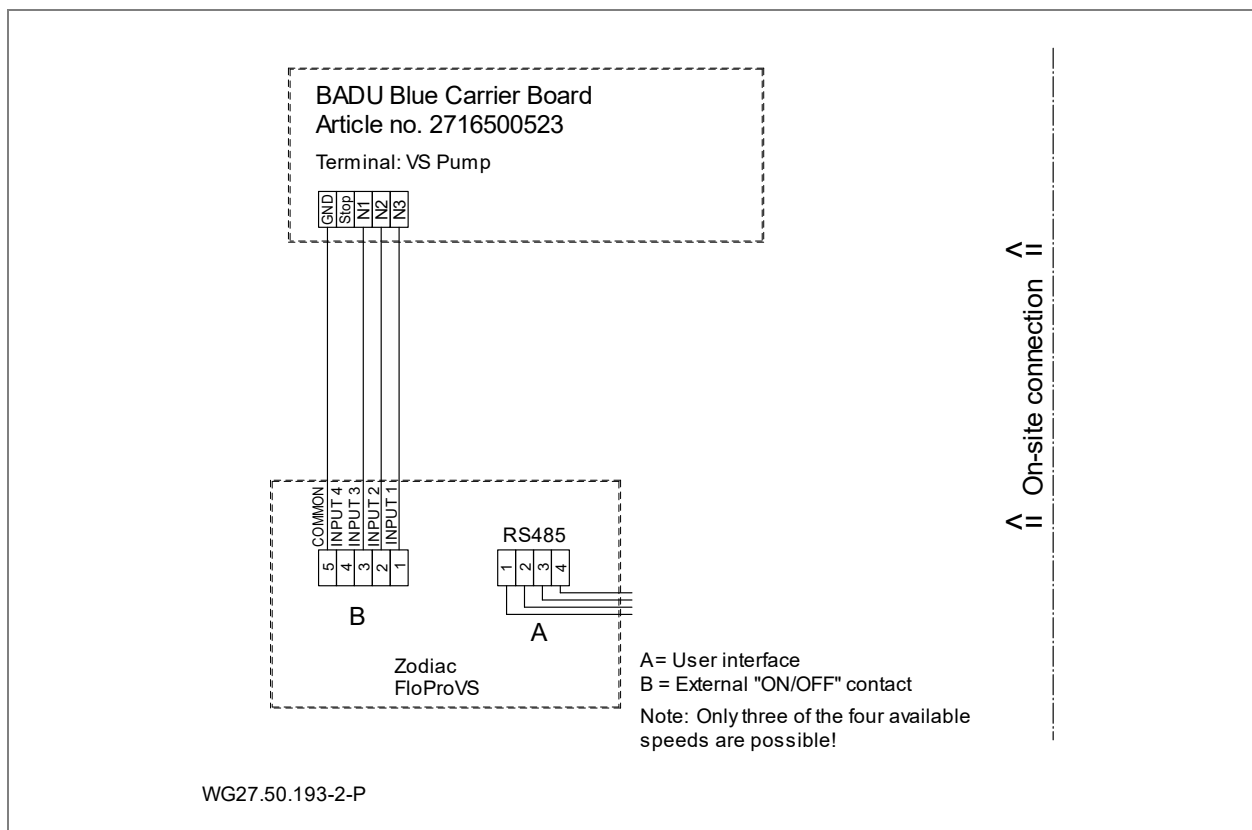 BADU Blue Carrier Board
Article no. 2716500523
Terminal: VS Pump
GND
Stop
N1
N2
N3
COMMON
INPUT 4
INPUT 3
INPUT 2
INPUT 1
5
4
3
2
1
B
RS485
1
2
3
4
A
Zodiac
FloProVS
A = User interface
B = External "ON/OFF" contact
Note: Only three of the four available
speeds are possible!
<= On-site connection =>
WG27.50.193-2-P